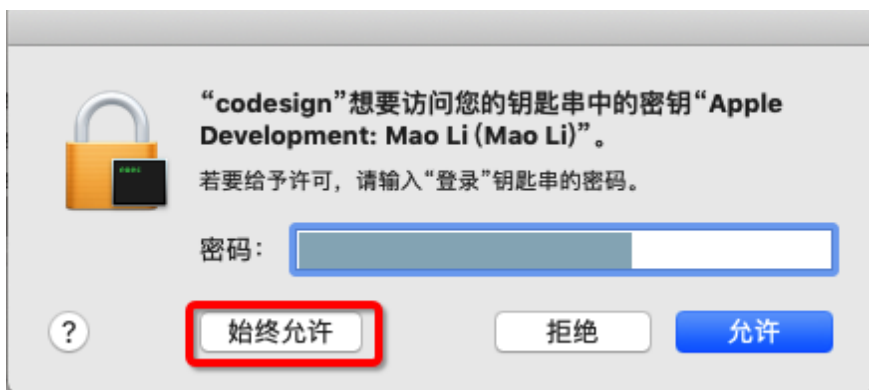 “codesign”想要访问您的钥匙串中的密钥“Apple
Development: Mao Li (Mao Li)”。
若要给予许可，请输入“登录”钥匙串的密码。
密码：
?
始终允许
拒绝
允许